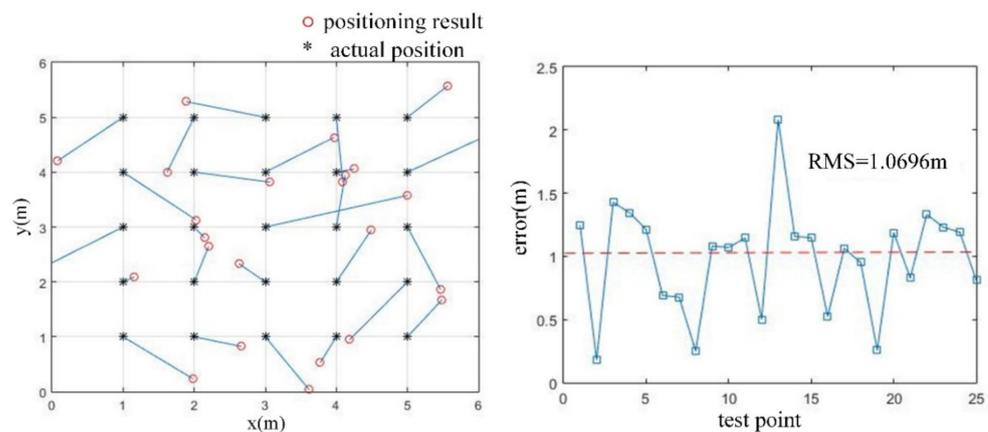 positioning result
* actual position
6
5
4
3
2
1
0
y(m)
0 1 2 3 4 5 6
x(m)
2.5
2
1.5
1
0.5
0
error(m)
RMS=1.0696m
0 5 10 15 20 25
test point